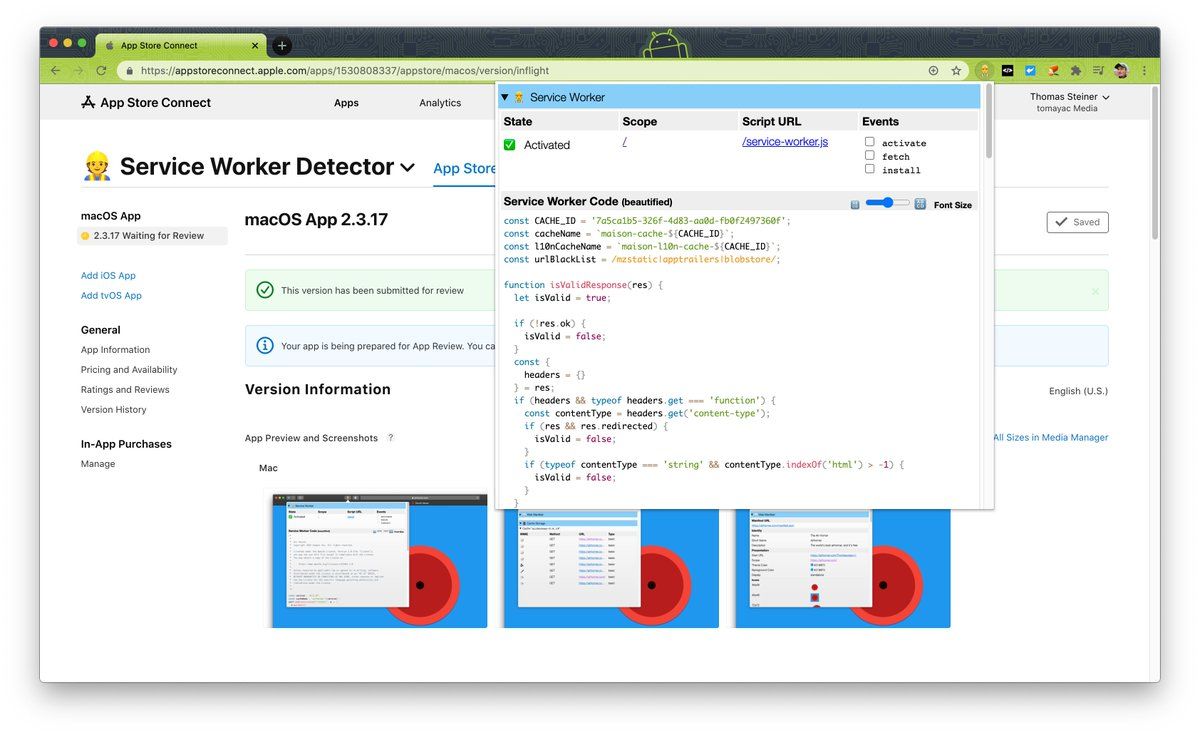 App Store Connect
https://appstoreconnect.apple.com/apps/1530808337/appstore/macos/version/inflight
App Store Connect
Apps
Analytics
Thomas Steiner
tomayac Media
Service Worker Detector
App Store
macOS App
2.3.17 Waiting for Review
Add iOS App
Add tvOS App
General
App Information
Pricing and Availability
Ratings and Reviews
Version History
In-App Purchases
Manage
macOS App 2.3.17
Saved
This version has been submitted for review
Your app is being prepared for App Review. You ca
Version Information
English (U.S.)
App Preview and Screenshots ?
All Sizes in Media Manager
Mac
Service Worker
State Scope Script URL Events
Activated / /service-worker.js
activate
fetch
install
Service Worker Code (beautified)
Font Size
const CACHE_ID = '7a5ca1b5-326f-4d83-aa0d-fb0f2497360f';
const cacheName = `maison-cache-${CACHE_ID}`;
const l10nCacheName = `maison-l10n-cache-${CACHE_ID}`;
const urlBlackList = /mzstatic|apptrailers|blobstore/;
function isValidResponse(res) {
let isValid = true;
if (!res.ok) {
isValid = false;
}
const {
headers = {}
} = res;
if (headers && typeof headers.get === 'function') {
const contentType = headers.get('content-type');
if (res && res.redirected) {
isValid = false;
}
if (typeof contentType === 'string' && contentType.indexOf('html') > -1) {
isValid = false;
}
}